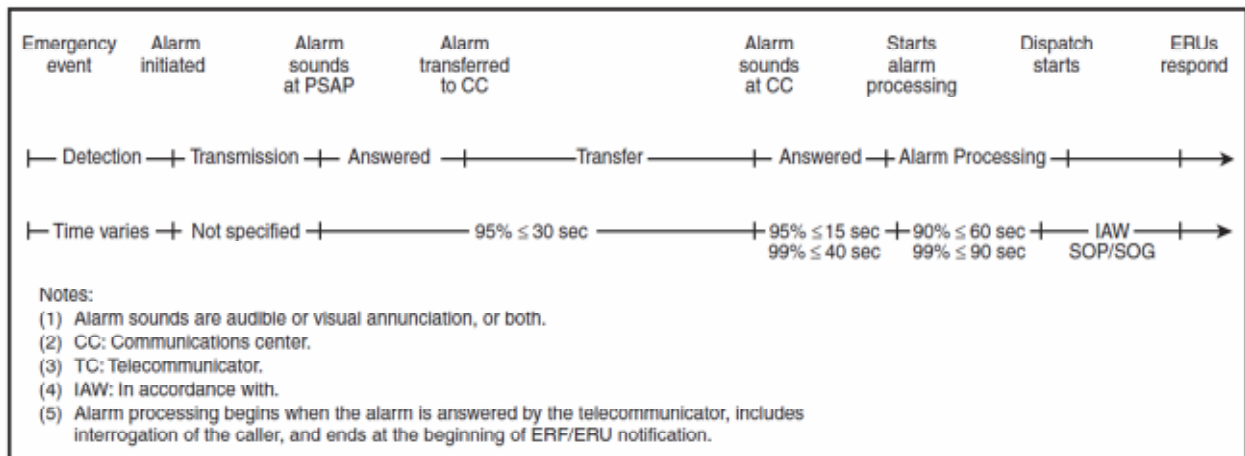 Emergency event
Alarm initiated
Alarm sounds at PSAP
Alarm transferred to CC
Alarm sounds at CC
Starts alarm processing
Dispatch starts
ERUs respond
Detection
Transmission
Answered
Transfer
Answered
Alarm Processing
Time varies
Not specified
95% ≤ 30 sec
95% ≤ 15 sec
99% ≤ 40 sec
90% ≤ 60 sec
99% ≤ 90 sec
IAW
SOP/SOG
Notes:
(1) Alarm sounds are audible or visual annunciation, or both.
(2) CC: Communications center.
(3) TC: Telecommunicator.
(4) IAW: In accordance with.
(5) Alarm processing begins when the alarm is answered by the telecommunicator, includes
interrogation of the caller, and ends at the beginning of ERF/ERU notification.